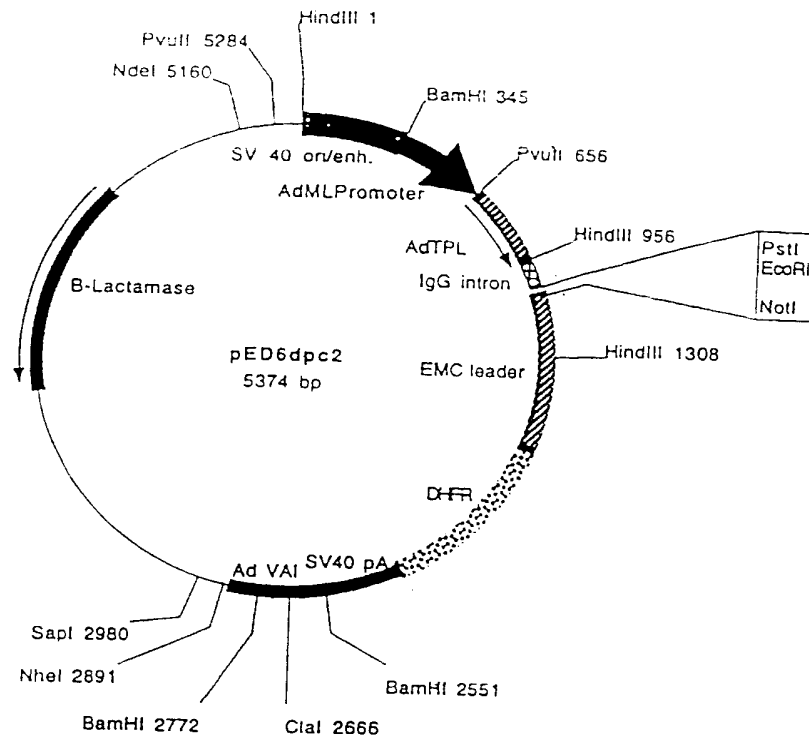 HindIII 1
PvuII 5284
NdeI 5160
BamHI 345
SV 40 ori/enh.
PvuII 656
AdMLPromoter
HindIII 956
AdTPL
PstI
EcoRI
IgG intron
B-Lactamase
NotI
pED6dpc2
5374 bp
HindIII 1308
EMC leader
DHFR
Ad VAI
SV40 pA
SapI 2980
NheI 2891
BamHI 2551
BamHI 2772
ClaI 2666